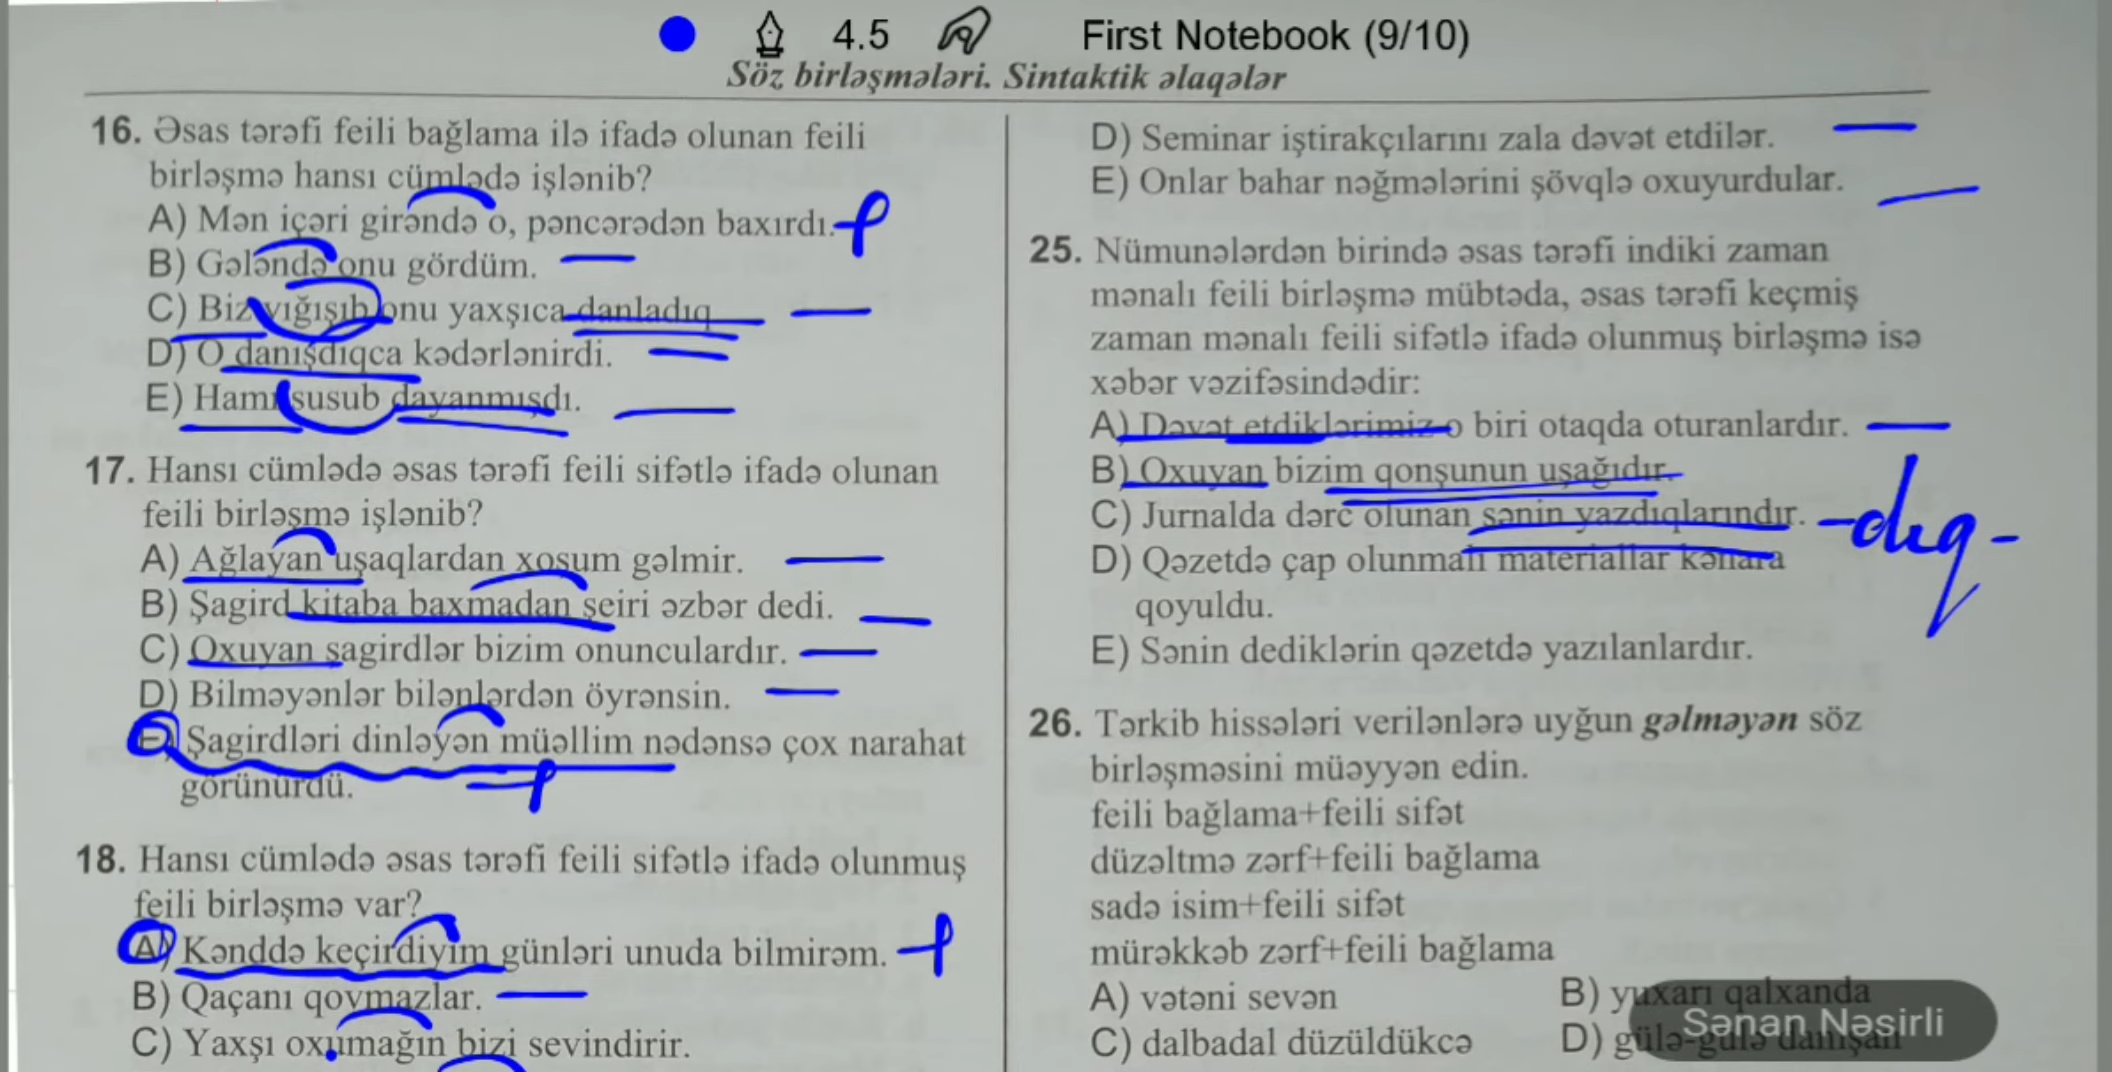 4.5 First Notebook (9/10)
Söz birləşmələri. Sintaktik əlaqələr
16. Əsas tərəfi feili bağlama ilə ifadə olunan feili
birləşmə hansı cümlədə işlənib?
A) Mən içəri girəndə o, pəncərədən baxırdı.
B) Gələndə onu gördüm.
C) Biz yığışıb onu yaxşıca danladıq
D) O danışdıqca kədərlənirdi.
E) Hamı susub dayanmışdı.
17. Hansı cümlədə əsas tərəfi feili sifətlə ifadə olunan
feili birləşmə işlənib?
A) Ağlayan uşaqlardan xoşum gəlmir.
B) Şagird kitaba baxmadan şeiri əzbər dedi.
C) Oxuyan şagirdlər bizim onunculardır.
D) Bilməyənlər bilənlərdən öyrənsin.
E) Şagirdləri dinləyən müəllim nədənsə çox narahat
görünürdü.
18. Hansı cümlədə əsas tərəfi feili sifətlə ifadə olunmuş
feili birləşmə var?
A) Kənddə keçirdiyim günləri unuda bilmirəm.
B) Qaçanı qovmazlar.
C) Yaxşı oxumağın bizi sevindirir.
D) Seminar iştirakçılarını zala dəvət etdilər.
E) Onlar bahar nəğmələrini şövqlə oxuyurdular.
25. Nümunələrdən birində əsas tərəfi indiki zaman
mənalı feili birləşmə mübtəda, əsas tərəfi keçmiş
zaman mənalı feili sifətlə ifadə olunmuş birləşmə isə
xəbər vəzifəsindədir:
A) Dəvət etdiklərimiz o biri otaqda oturanlardır.
B) Oxuyan bizim qonşunun uşağıdır.
C) Jurnalda dərc olunan sənin yazdıqlarındır. -dıq-
D) Qəzetdə çap olunmalı materiallar kənara
qoyuldu.
E) Sənin dediklərin qəzetdə yazılanlardır.
26. Tərkib hissələri verilənlərə uyğun gəlməyən söz
birləşməsini müəyyən edin.
feili bağlama+feili sifət
düzəltmə zərf+feili bağlama
sadə isim+feili sifət
mürəkkəb zərf+feili bağlama
A) vətəni sevən B) yuxarı qalxanda
C) dalbadal düzüldükcə D) gülə-gülə danışan
Sənan Nəsirli